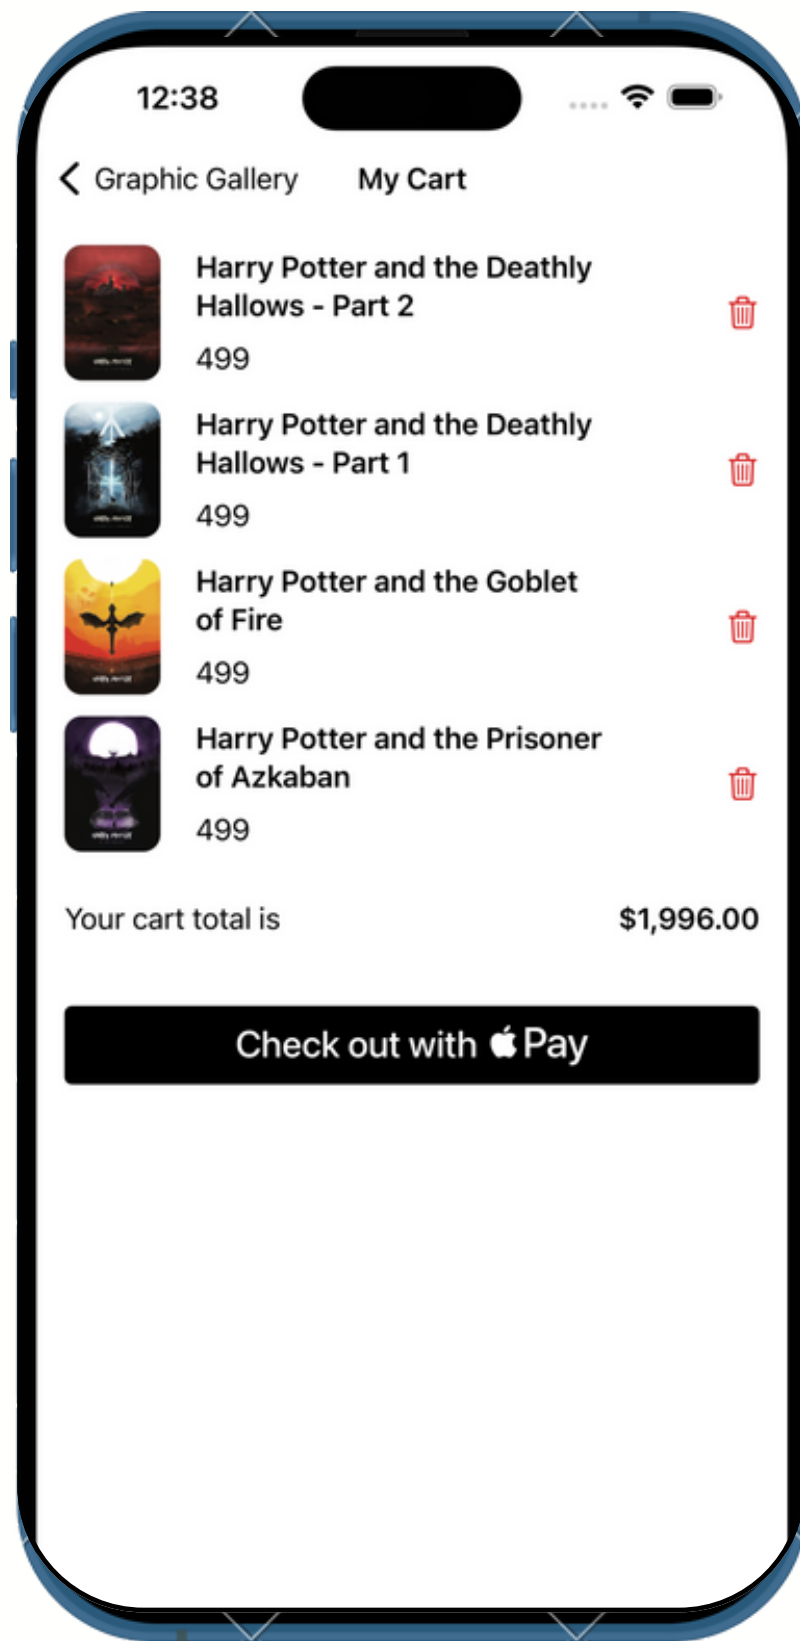 12:38
Graphic Gallery
My Cart
Harry Potter and the Deathly
Hallows - Part 2
499
Harry Potter and the Deathly
Hallows - Part 1
499
Harry Potter and the Goblet
of Fire
499
Harry Potter and the Prisoner
of Azkaban
499
Your cart total is
$1,996.00
Check out with Pay